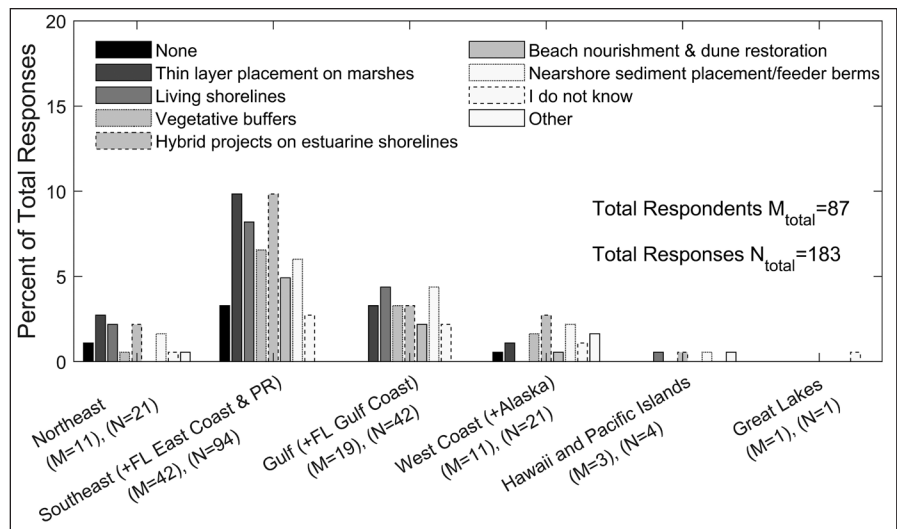 20
15
10
5
0
Percent of Total Responses
None
Thin layer placement on marshes
Living shorelines
Vegetative buffers
Hybrid projects on estuarine shorelines
Beach nourishment & dune restoration
Nearshore sediment placement/feeder berms
I do not know
Other
Total Respondents Mtotal=87
Total Responses Ntotal=183
Northeast
(M=11), (N=21)
Southeast (+FL East Coast & PR)
(M=42), (N=94)
Gulf (+FL Gulf Coast)
(M=19), (N=42)
West Coast (+Alaska)
(M=11), (N=21)
Hawaii and Pacific Islands
(M=3), (N=4)
Great Lakes
(M=1), (N=1)